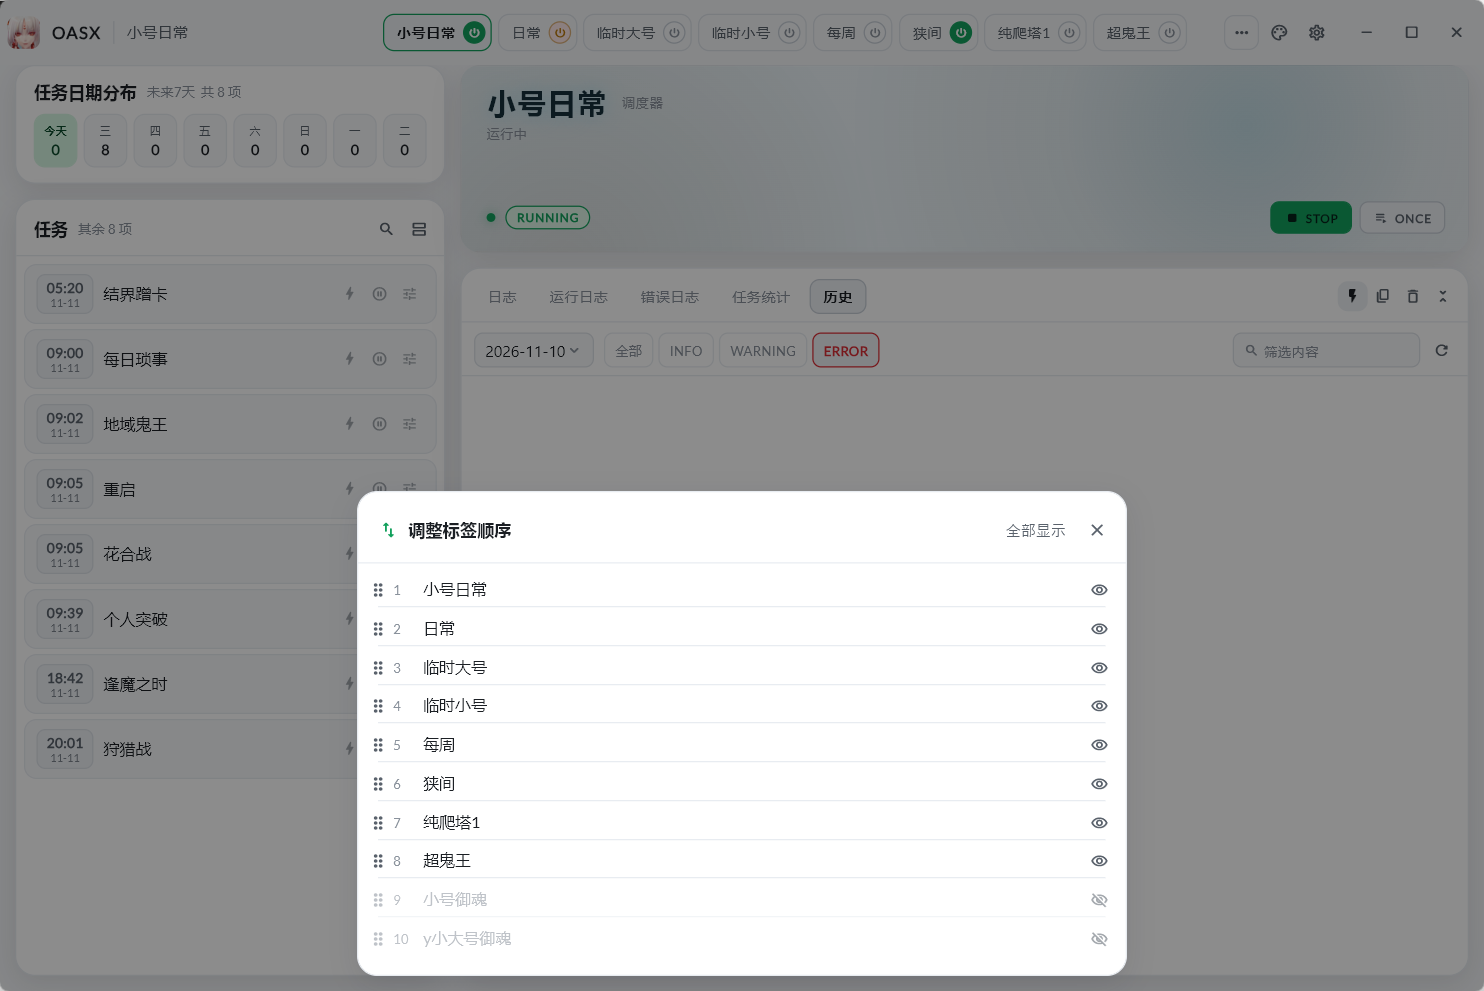 OASX 小号日常
小号日常 日常 临时大号 临时小号 每周 狭间 纯爬塔1 超鬼王
任务日期分布 未来7天 共 8 项
今天 三 四 五 六 日 一 二
0 8 0 0 0 0 0 0
任务 其余 8 项
05:20
11-11
结界蹭卡
09:00
11-11
每日琐事
09:02
11-11
地域鬼王
09:05
11-11
重启
09:05
11-11
花合战
09:39
11-11
个人突破
18:42
11-11
逢魔之时
20:01
11-11
狩猎战
小号日常 调度器
运行中
RUNNING
STOP ONCE
日志 运行日志 错误日志 任务统计 历史
2026-11-10 全部 INFO WARNING ERROR 筛选内容
调整标签顺序 全部显示
1 小号日常
2 日常
3 临时大号
4 临时小号
5 每周
6 狭间
7 纯爬塔1
8 超鬼王
9 小号御魂
10 y小大号御魂